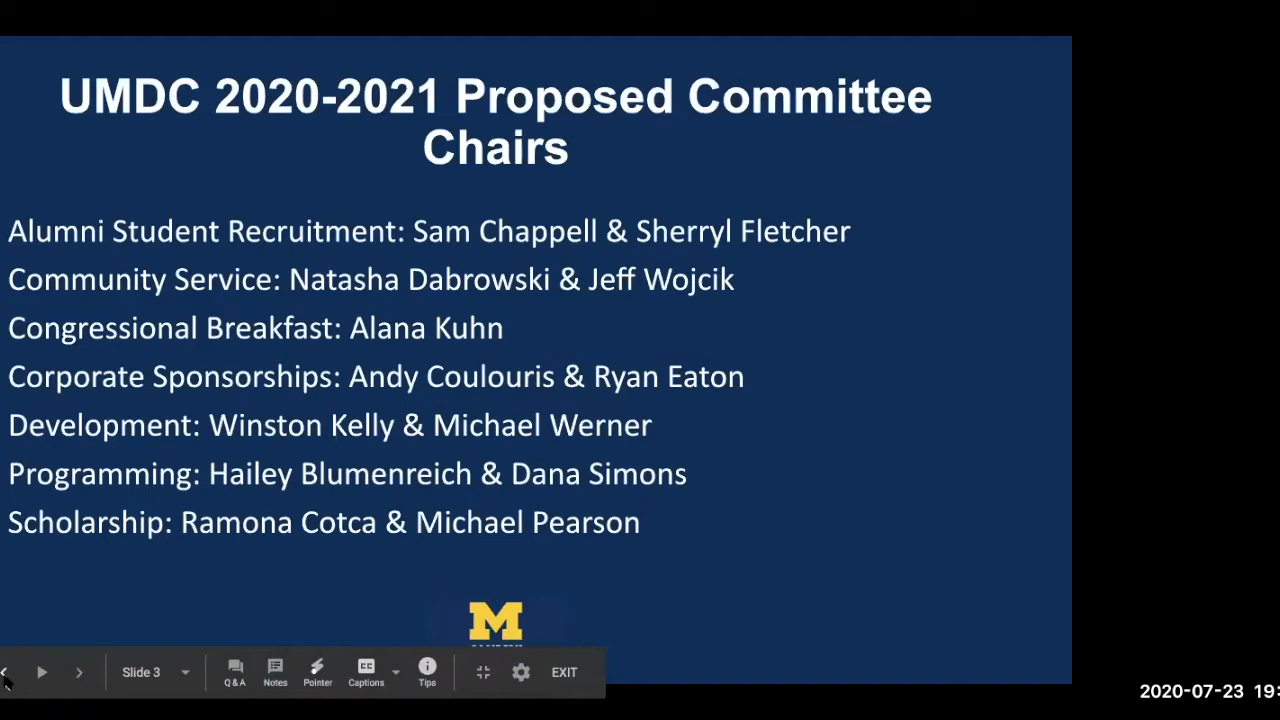 UMDC 2020-2021 Proposed Committee
Chairs
Alumni Student Recruitment: Sam Chappell & Sherryl Fletcher
Community Service: Natasha Dabrowski & Jeff Wojcik
Congressional Breakfast: Alana Kuhn
Corporate Sponsorships: Andy Coulouris & Ryan Eaton
Development: Winston Kelly & Michael Werner
Programming: Hailey Blumenreich & Dana Simons
Scholarship: Ramona Cotca & Michael Pearson
M
Slide 3 Q&A Notes Pointer CC Captions Tips EXIT
2020-07-23 19: